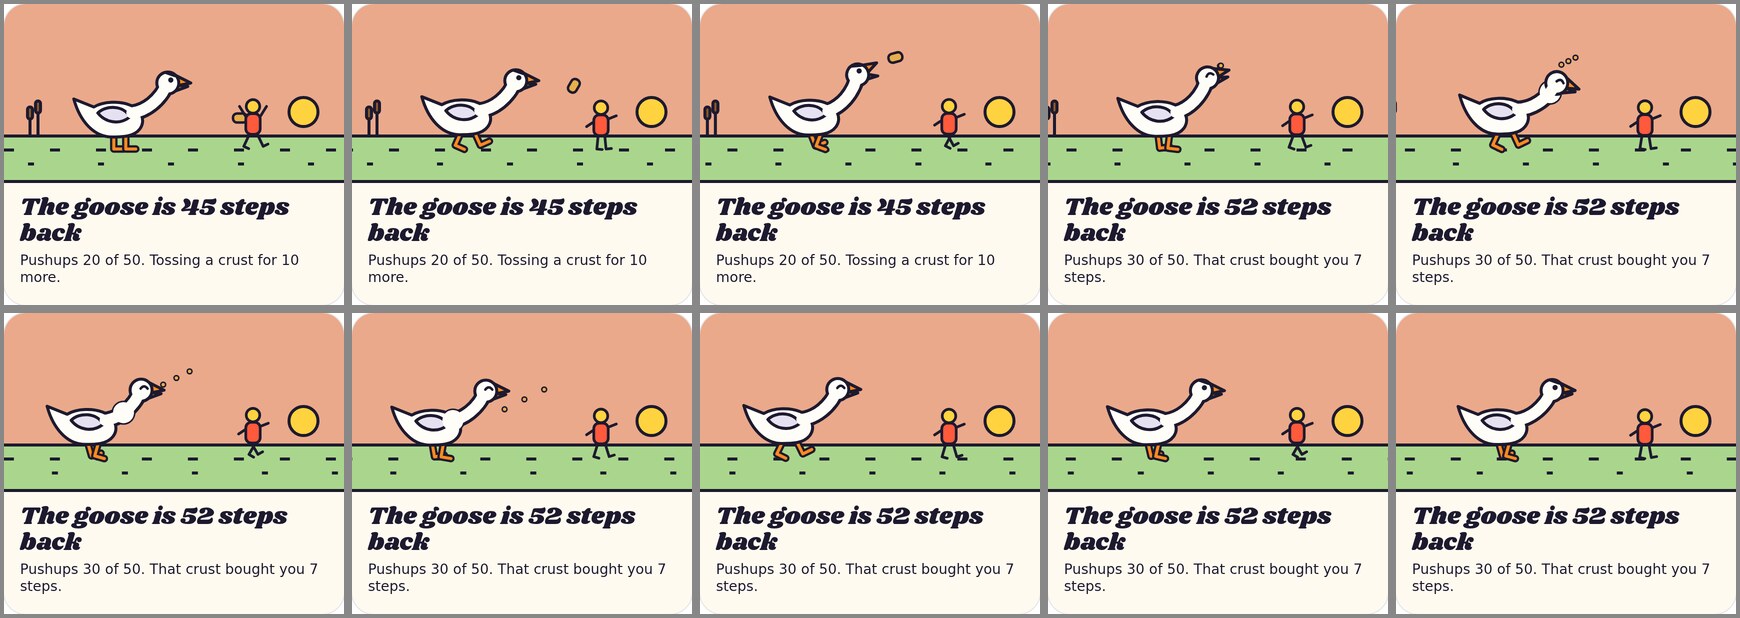 The goose is 45 steps
back
Pushups 20 of 50. Tossing a crust for 10
more.
The goose is 45 steps
back
Pushups 20 of 50. Tossing a crust for 10
more.
The goose is 45 steps
back
Pushups 20 of 50. Tossing a crust for 10
more.
The goose is 52 steps
back
Pushups 30 of 50. That crust bought you 7
steps.
The goose is 52 steps
back
Pushups 30 of 50. That crust bought you 7
steps.
The goose is 52 steps
back
Pushups 30 of 50. That crust bought you 7
steps.
The goose is 52 steps
back
Pushups 30 of 50. That crust bought you 7
steps.
The goose is 52 steps
back
Pushups 30 of 50. That crust bought you 7
steps.
The goose is 52 steps
back
Pushups 30 of 50. That crust bought you 7
steps.
The goose is 52 steps
back
Pushups 30 of 50. That crust bought you 7
steps.